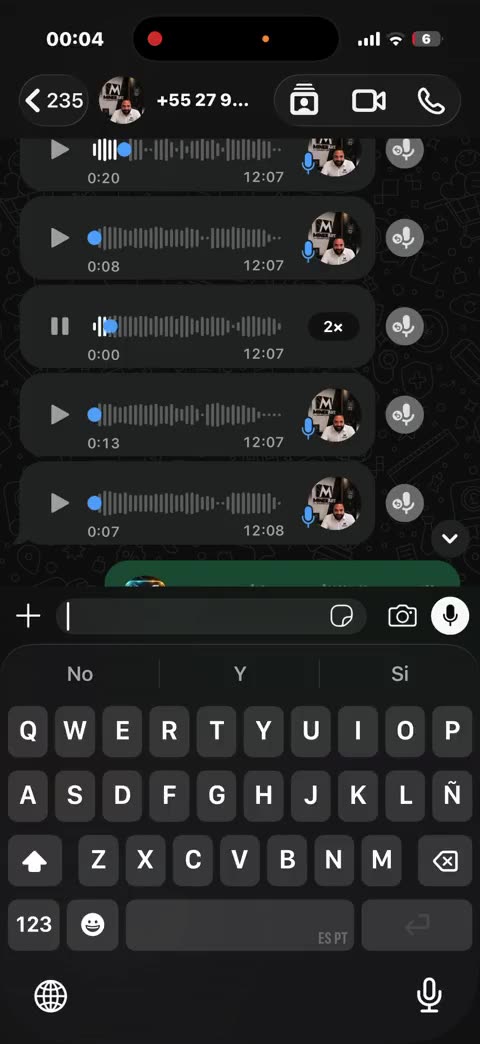 00:04
6
235
+55 27 9...
0:20
12:07
0:08
12:07
0:00
12:07
2×
0:13
12:07
0:07
12:08
No
Y
Si
Q W E R T Y U I O P
A S D F G H J K L Ñ
Z X C V B N M
123
ES PT